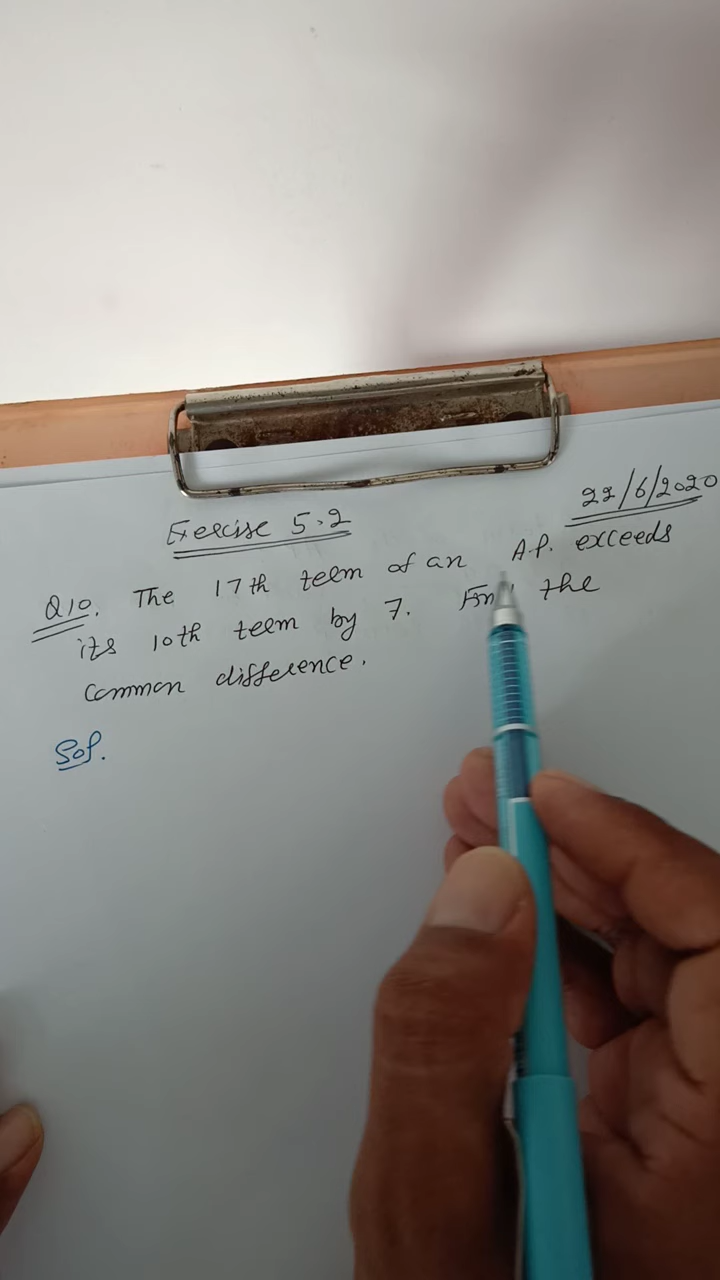 22/6/2020
Exercise 5.2
Q10. The 17th term of an A.P. exceeds
its 10th term by 7. Find the
common difference.
Sol.